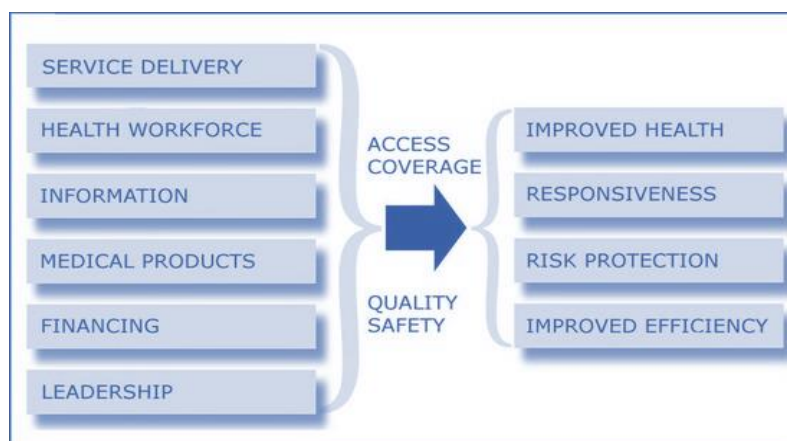 SERVICE DELIVERY
HEALTH WORKFORCE
INFORMATION
MEDICAL PRODUCTS
FINANCING
LEADERSHIP
ACCESS
COVERAGE
QUALITY
SAFETY
IMPROVED HEALTH
RESPONSIVENESS
RISK PROTECTION
IMPROVED EFFICIENCY